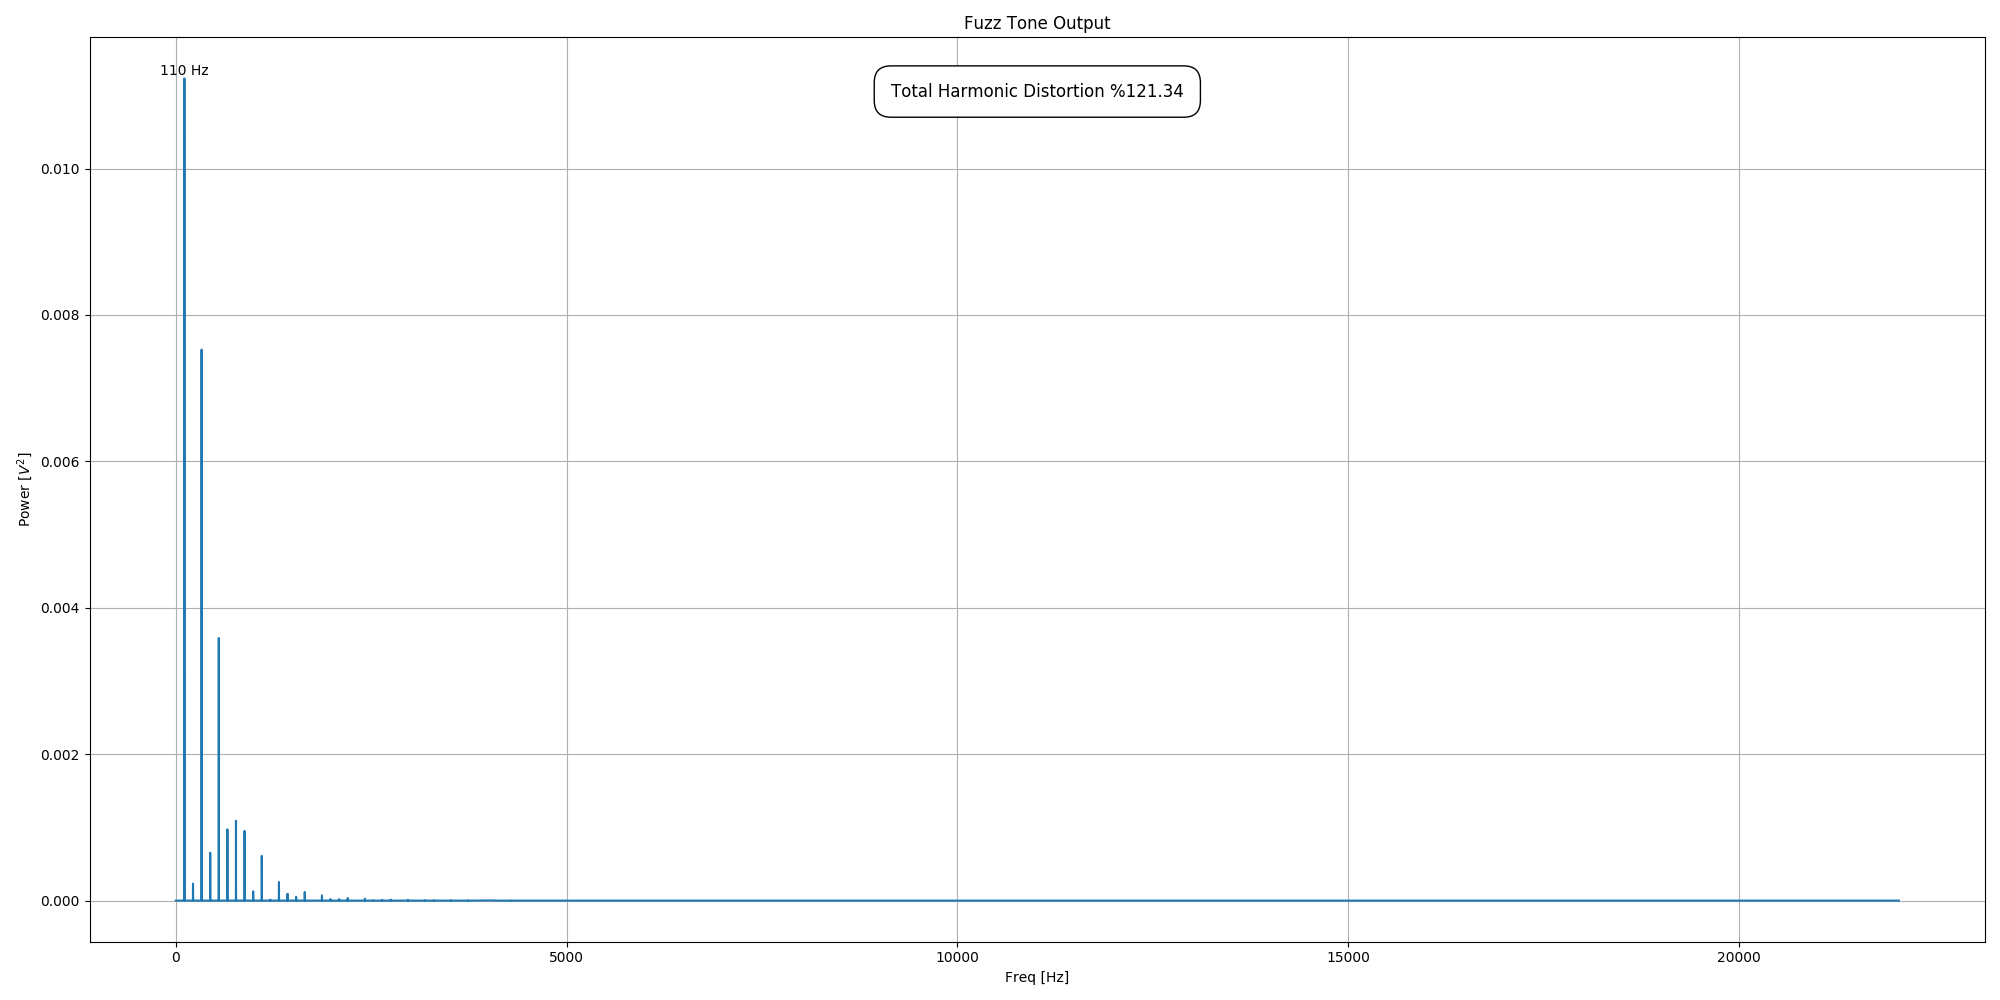 Fuzz Tone Output
110 Hz
Total Harmonic Distortion %121.34
0.010
0.008
0.006
0.004
0.002
0.000
Power [V²]
0 5000 10000 15000 20000
Freq [Hz]